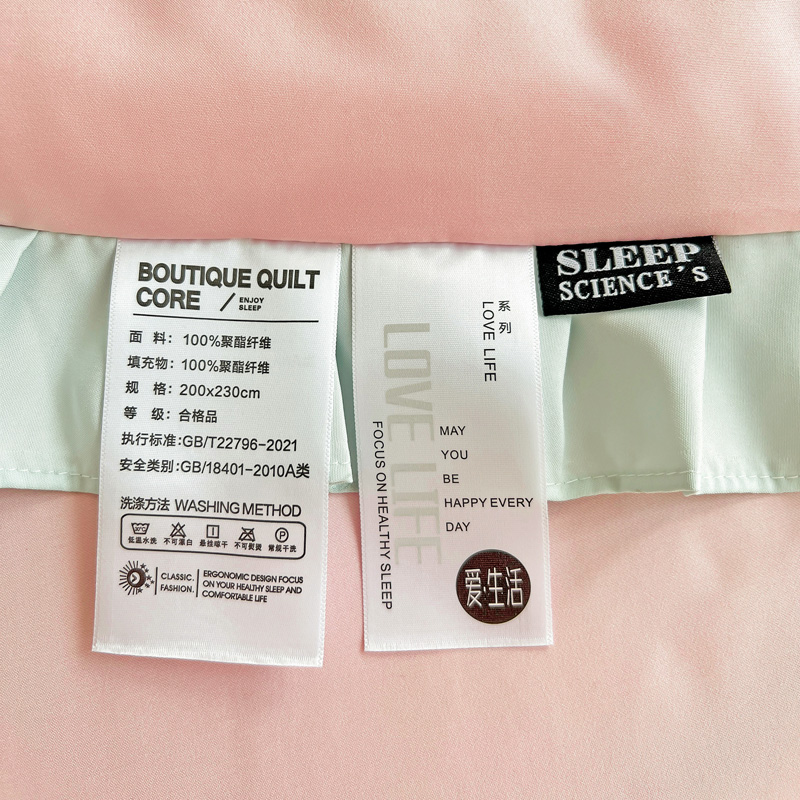 BOUTIQUE QUILT
CORE / ENJOY
SLEEP
面 料: 100%聚酯纤维
填充物: 100%聚酯纤维
规 格: 200x230cm
等 级: 合格品
执行标准:GB/T22796-2021
安全类别:GB/18401-2010A类
洗涤方法 WASHING METHOD
低温水洗 不可漂白 悬挂晾干 不可熨烫 常规干洗
CLASSIC.
FASHION.
ERGONOMIC DESIGN FOCUS
ON YOUR HEALTHY SLEEP AND
COMFORTABLE LIFE
系列
LOVE LIFE
LOVE LIFE
FOCUS ON HEALTHY SLEEP
MAY
YOU
BE
HAPPY EVERY
DAY
爱·生活
SLEEP
SCIENCE'S